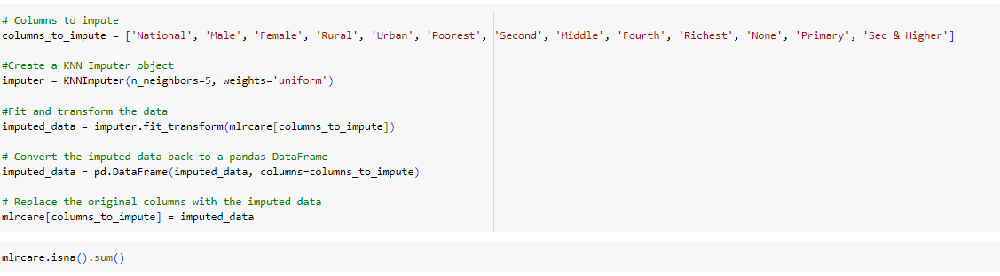 # Columns to impute
columns_to_impute = ['National', 'Male', 'Female', 'Rural', 'Urban', 'Poorest', 'Second', 'Middle', 'Fourth', 'Richest', 'None', 'Primary', 'Sec & Higher']
#Create a KNN Imputer object
imputer = KNNImputer(n_neighbors=5, weights='uniform')
#Fit and transform the data
imputed_data = imputer.fit_transform(mlrcare[columns_to_impute])
# Convert the imputed data back to a pandas DataFrame
imputed_data = pd.DataFrame(imputed_data, columns=columns_to_impute)
# Replace the original columns with the imputed data
mlrcare[columns_to_impute] = imputed_data
mlrcare.isna().sum()